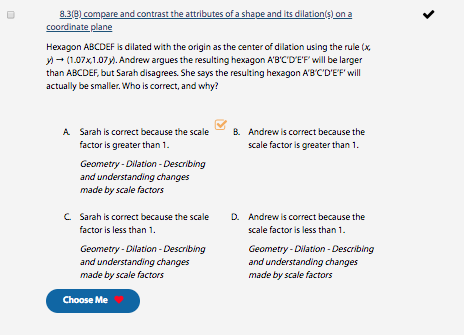 8.3(B) compare and contrast the attributes of a shape and its dilation(s) on a
coordinate plane
Hexagon ABCDEF is dilated with the origin as the center of dilation using the rule (x,
y) → (1.07x,1.07y). Andrew argues the resulting hexagon A'B'C'D'E'F' will be larger
than ABCDEF, but Sarah disagrees. She says the resulting hexagon A'B'C'D'E'F' will
actually be smaller. Who is correct, and why?
A. Sarah is correct because the scale
factor is greater than 1.
Geometry - Dilation - Describing
and understanding changes
made by scale factors
B. Andrew is correct because the
scale factor is greater than 1.
C. Sarah is correct because the scale
factor is less than 1.
Geometry - Dilation - Describing
and understanding changes
made by scale factors
D. Andrew is correct because the
scale factor is less than 1.
Geometry - Dilation - Describing
and understanding changes
made by scale factors
Choose Me